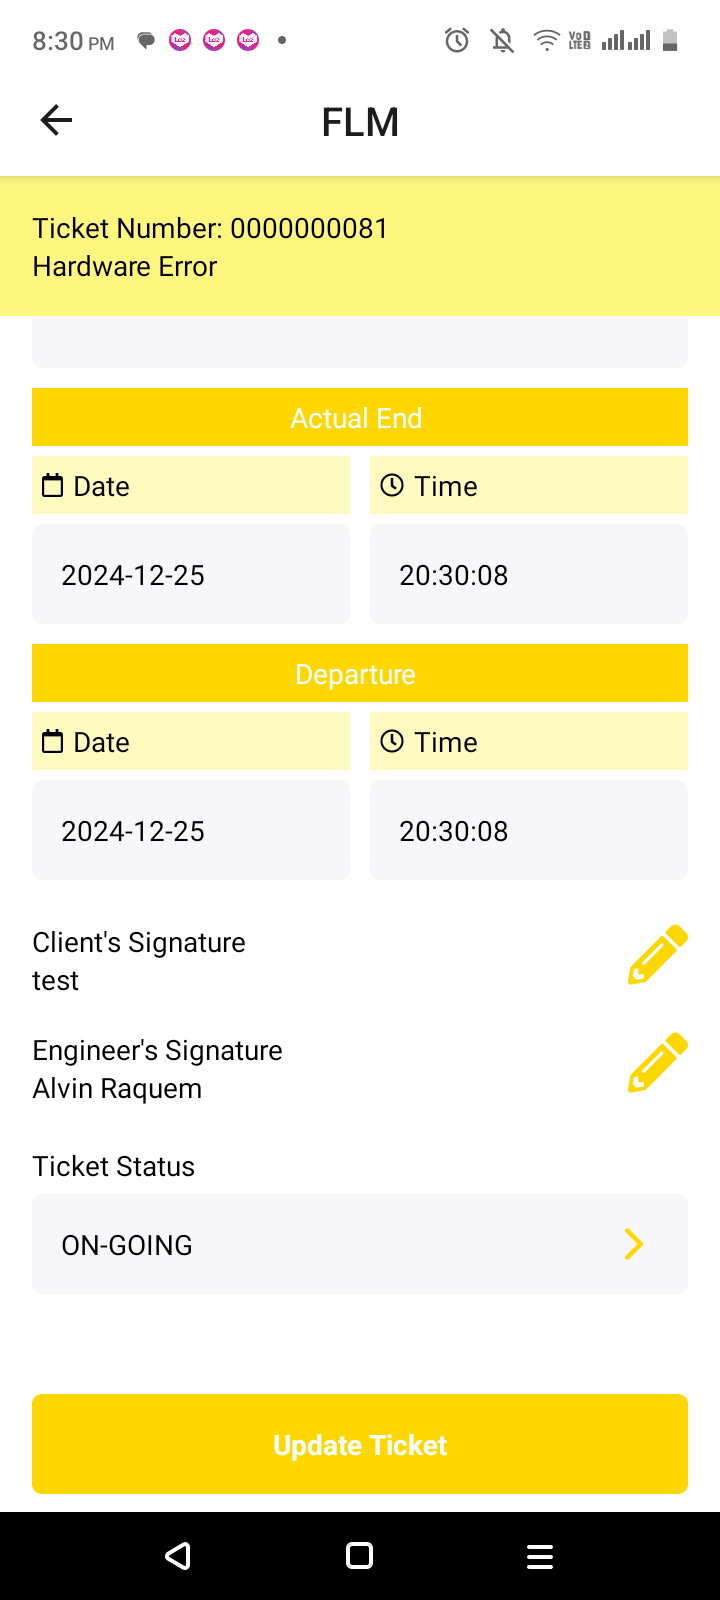 8:30 PM
FLM
Ticket Number: 0000000081
Hardware Error
Actual End
Date
Time
2024-12-25
20:30:08
Departure
Date
Time
2024-12-25
20:30:08
Client's Signature
test
Engineer's Signature
Alvin Raquem
Ticket Status
ON-GOING
Update Ticket